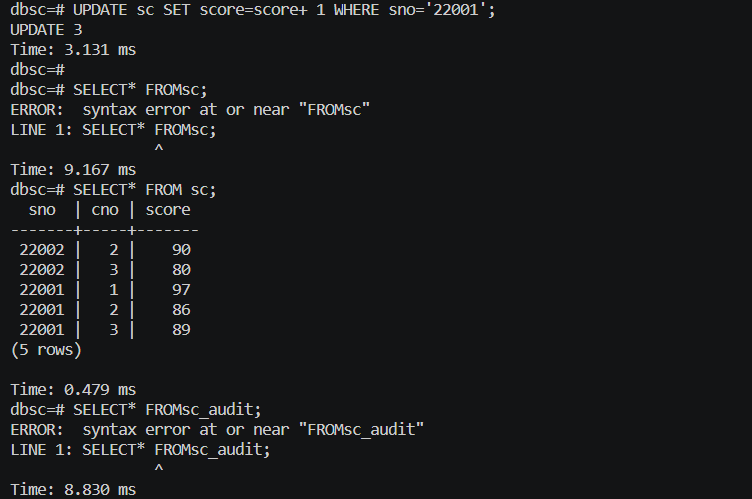 dbsc=# UPDATE sc SET score=score+ 1 WHERE sno='22001';
UPDATE 3
Time: 3.131 ms
dbsc=#
dbsc=# SELECT* FROMsc;
ERROR:  syntax error at or near "FROMsc"
LINE 1: SELECT* FROMsc;
                ^
Time: 9.167 ms
dbsc=# SELECT* FROM sc;
  sno  | cno | score
-------+-----+-------
 22002 |   2 |    90
 22002 |   3 |    80
 22001 |   1 |    97
 22001 |   2 |    86
 22001 |   3 |    89
(5 rows)

Time: 0.479 ms
dbsc=# SELECT* FROMsc_audit;
ERROR:  syntax error at or near "FROMsc_audit"
LINE 1: SELECT* FROMsc_audit;
                ^
Time: 8.830 ms